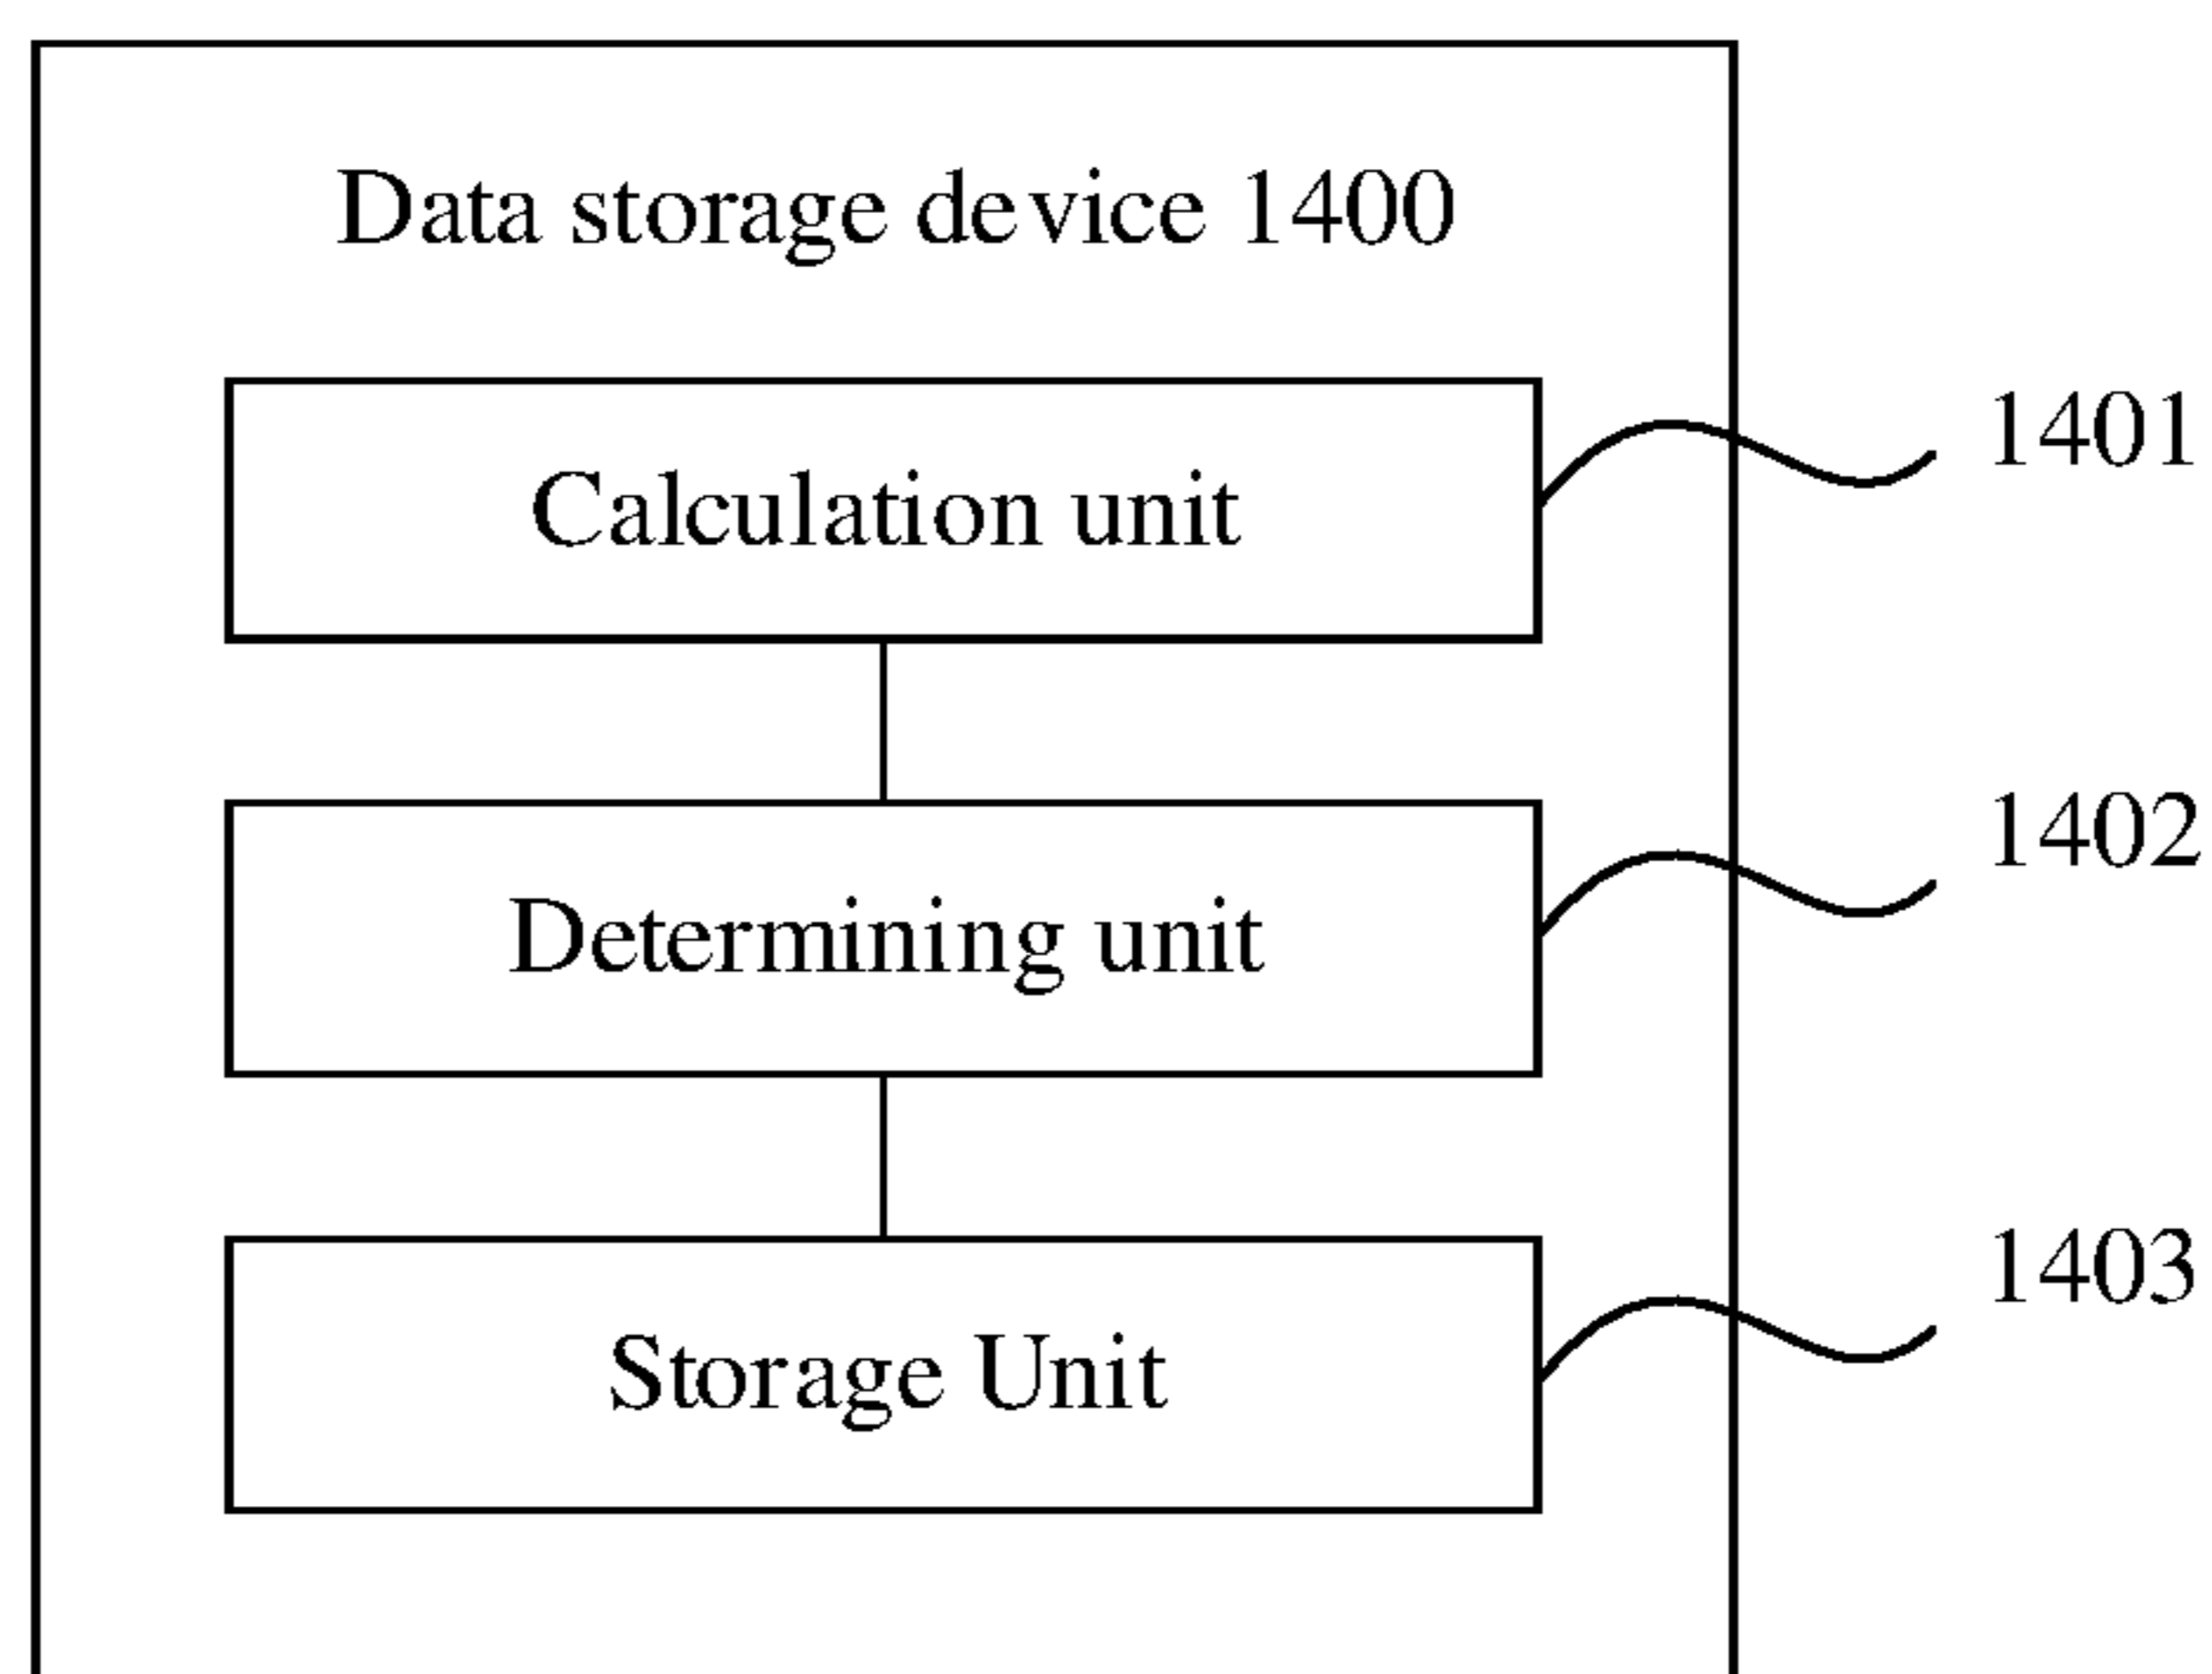 Data storage device 1400
1401
Calculation unit
1402
Determining unit
1403
Storage Unit